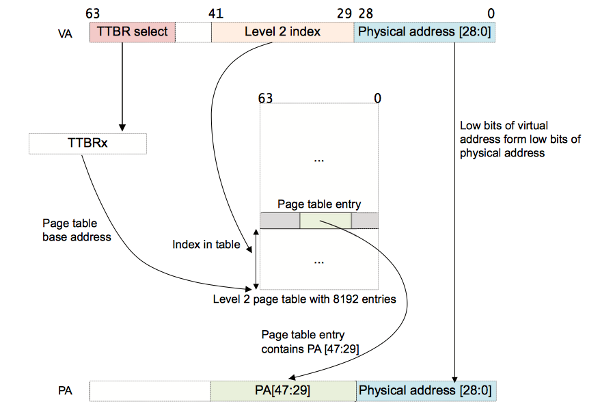 63 41 29 28 0
VA TTBR select Level 2 index Physical address [28:0]
63 0
TTBRx
Low bits of virtual
address form low bits of
physical address
...
Page table entry
Page table
base address
Index in table
...
Level 2 page table with 8192 entries
Page table entry
contains PA [47:29]
PA PA[47:29] Physical address [28:0]